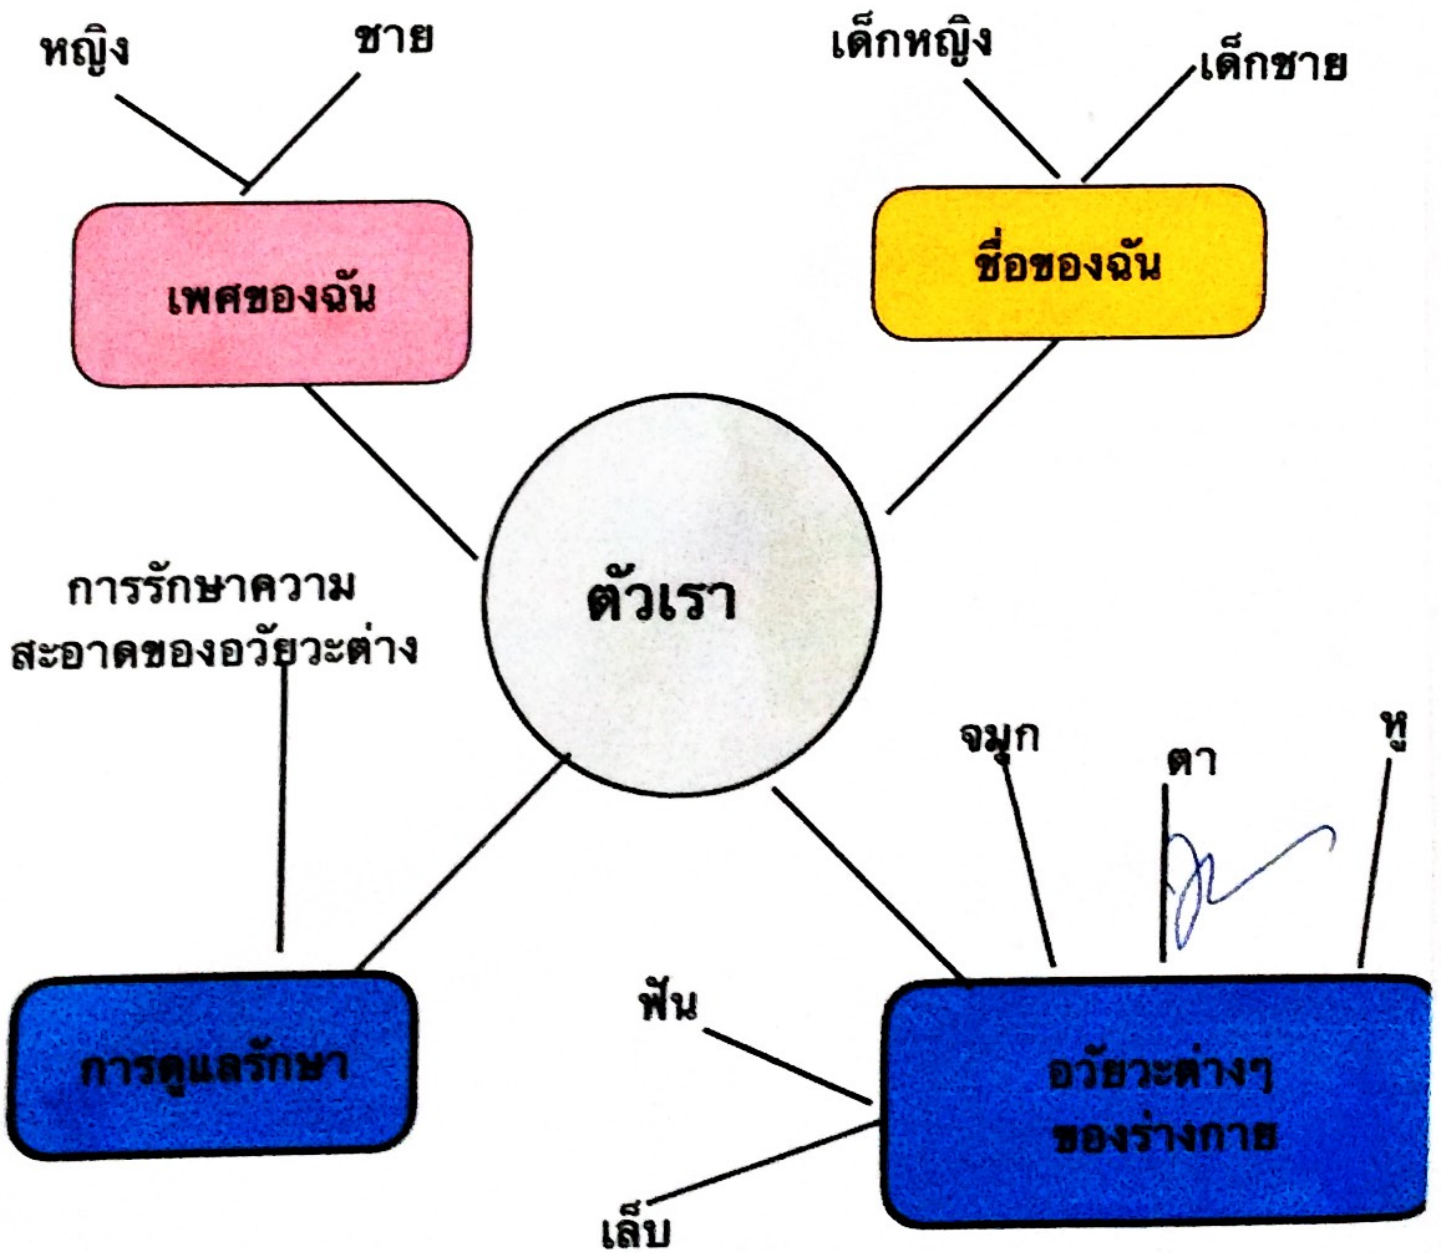 หญิง
ชาย
เด็กหญิง
เด็กชาย
เพศของฉัน
ชื่อของฉัน
ตัวเรา
การรักษาความ
สะอาดของอวัยวะต่าง
จมูก
ตา
หู
ฟัน
การดูแลรักษา
อวัยวะต่างๆ
ของร่างกาย
เล็บ